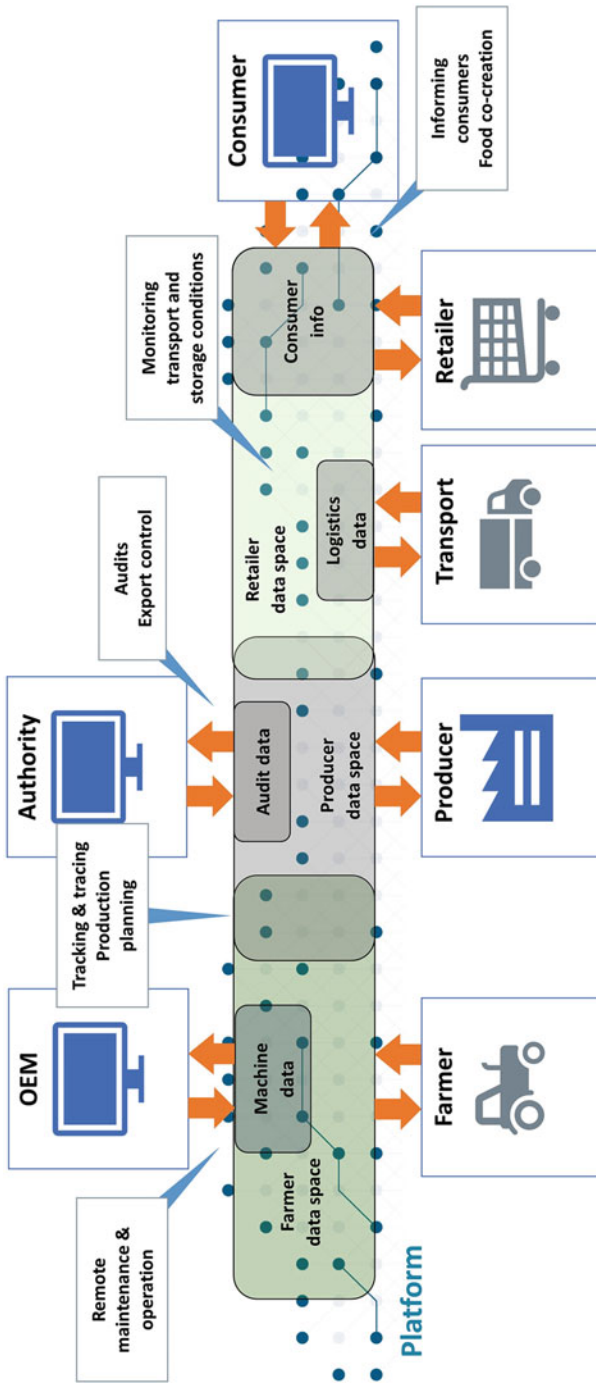 Remote
maintenance &
operation
OEM
Tracking & tracing
Production
planning
Authority
Audits
Export control
Monitoring
transport and
storage conditions
Consumer
Informing
consumers
Food co-creation
Machine
data
Farmer
data space
Audit data
Producer
data space
Retailer
data space
Logistics
data
Consumer
info
Platform
Farmer
Producer
Transport
Retailer